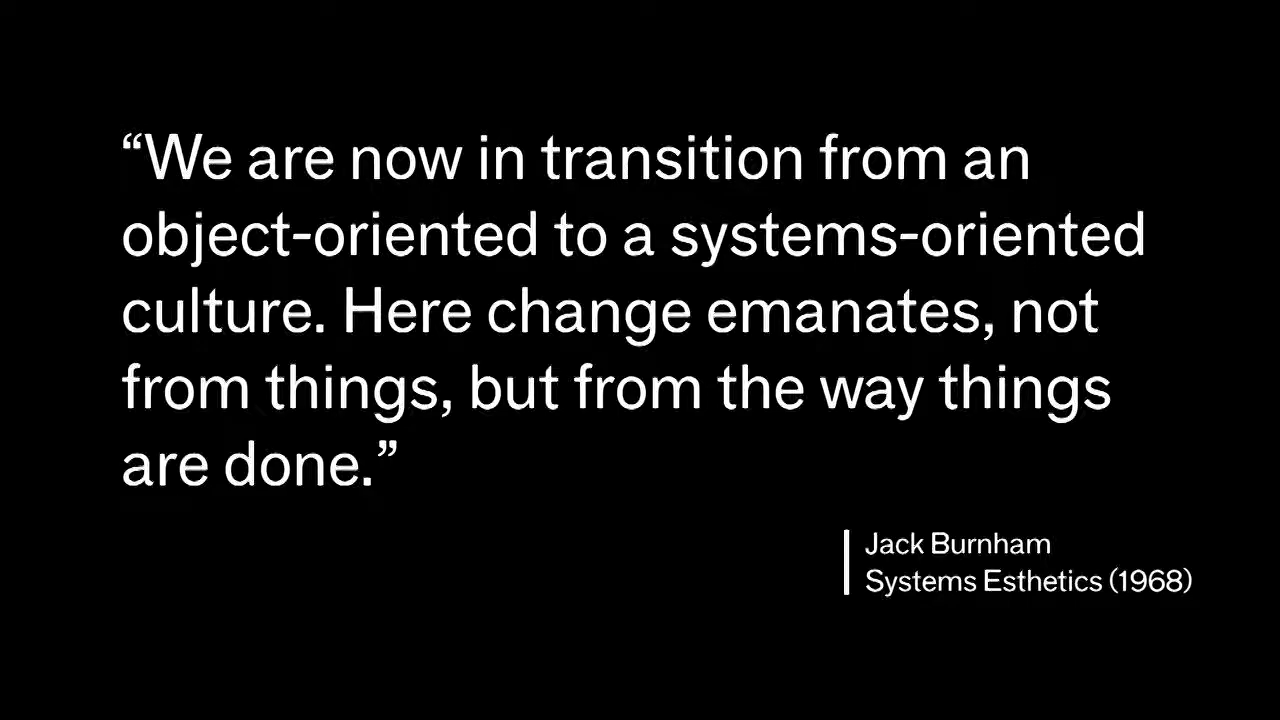 “We are now in transition from an
object-oriented to a systems-oriented
culture. Here change emanates, not
from things, but from the way things
are done.”
Jack Burnham
Systems Esthetics (1968)